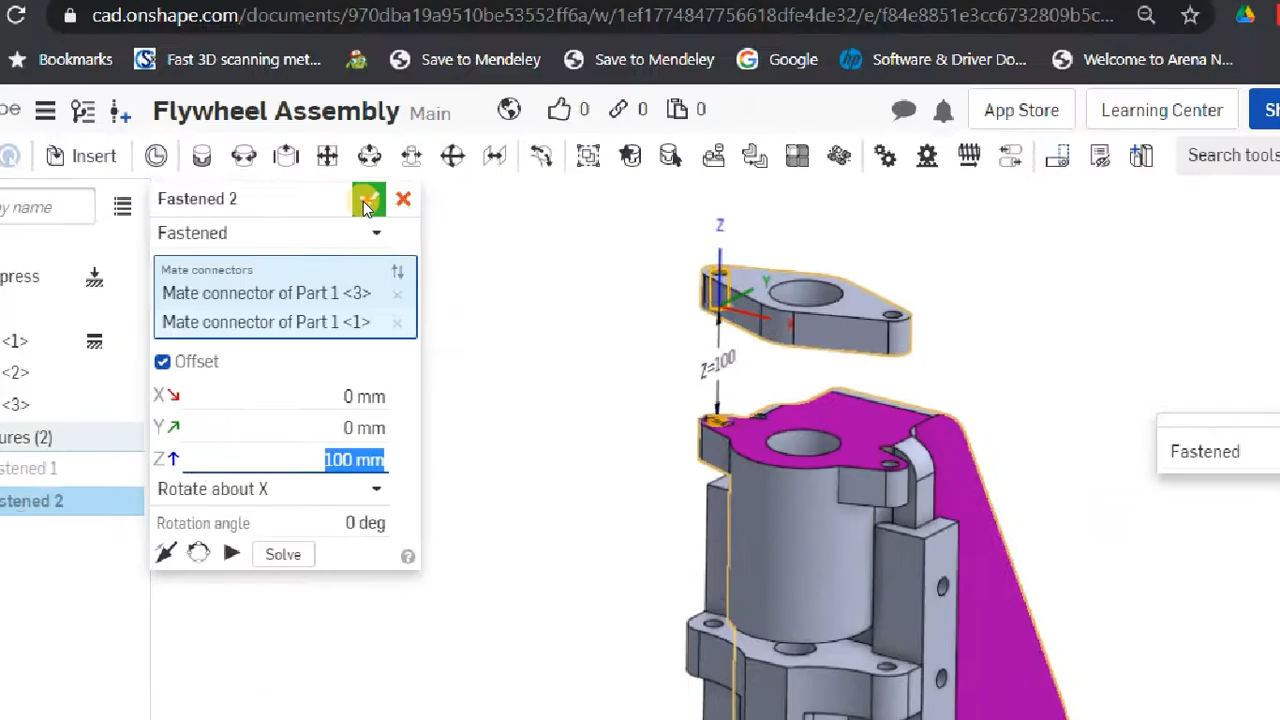 cad.onshape.com/documents/970dba19a9510be53552ff6a/w/1ef1774847756618dfe4de32/e/f84e8851e3cc6732809b5c...
Bookmarks Fast 3D scanning met... Save to Mendeley Save to Mendeley Google Software & Driver Do... Welcome to Arena N...
pe Flywheel Assembly Main 0 0 0 App Store Learning Center Sh
Insert Search tools
y name
Fastened 2
Fastened
Mate connectors
Mate connector of Part 1 <3>
Mate connector of Part 1 <1>
Offset
X 0 mm
Y 0 mm
Z 100 mm
Rotate about X
Rotation angle 0 deg
Solve
press
<1>
<2>
<3>
ures (2)
stened 1
stened 2
Z
Y
Z=100
Fastened